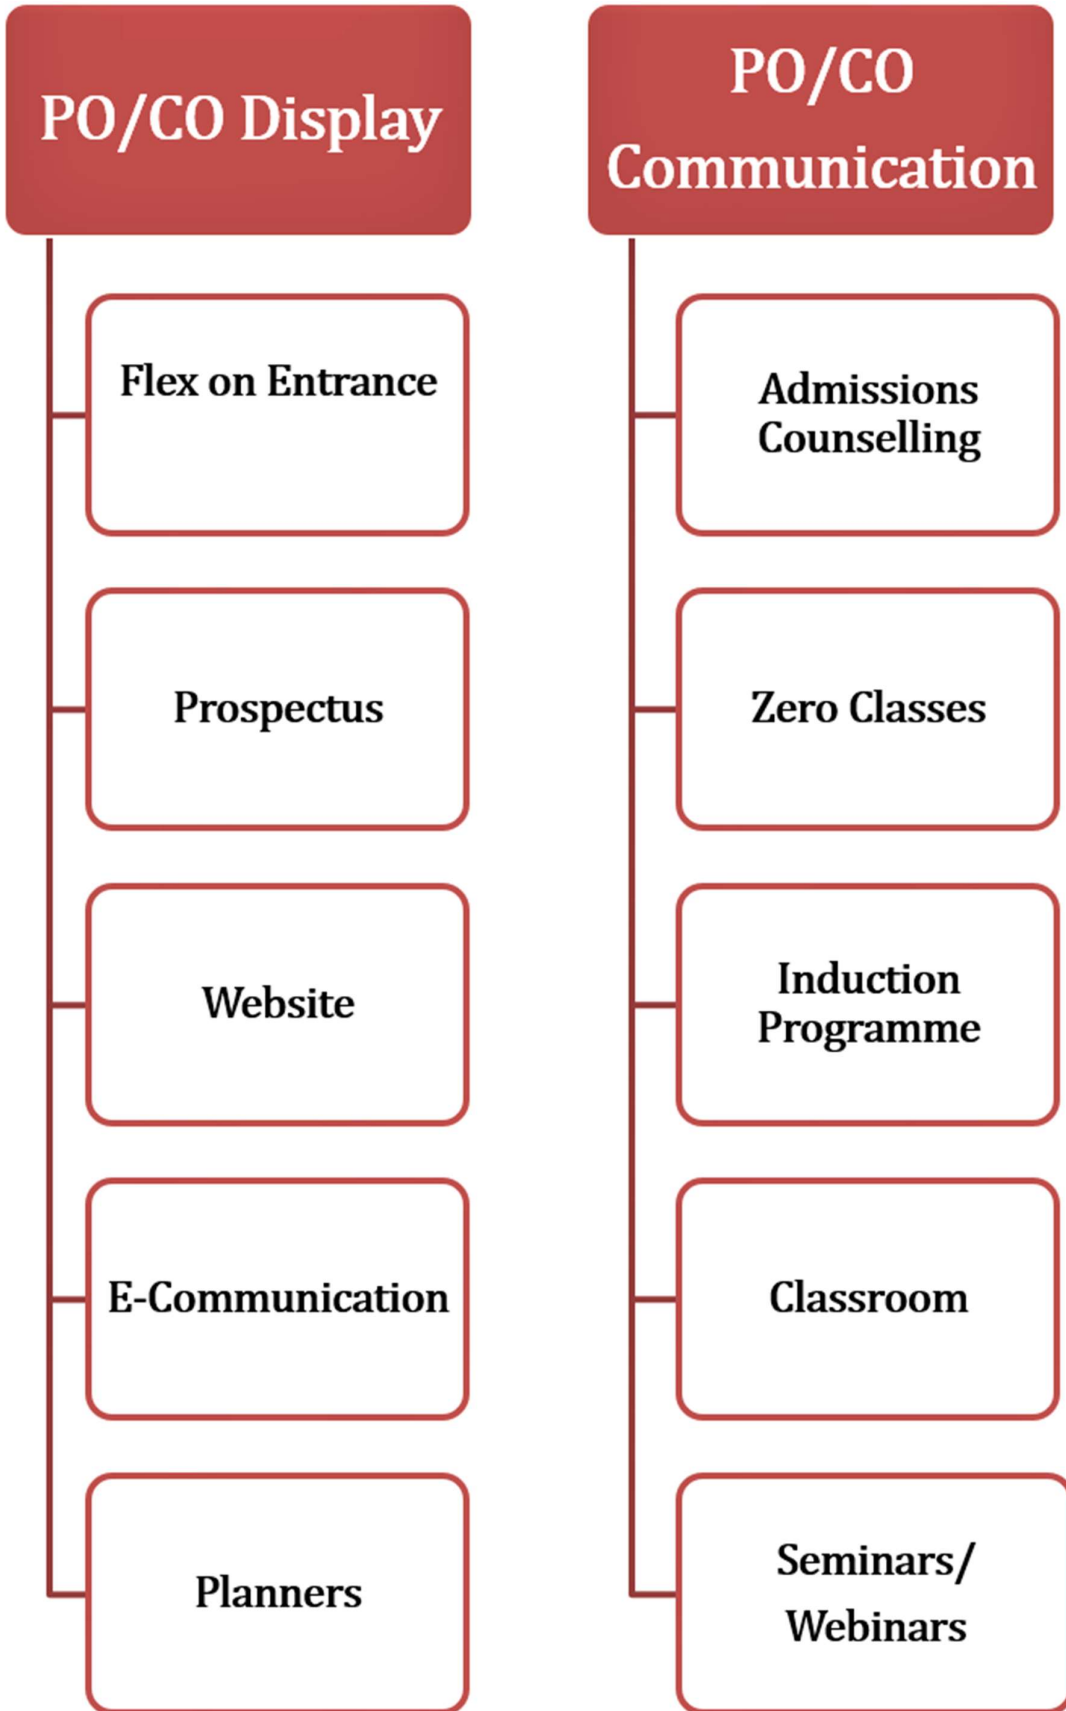 PO/CO Display
Flex on Entrance
Prospectus
Website
E-Communication
Planners
PO/CO
Communication
Admissions
Counselling
Zero Classes
Induction
Programme
Classroom
Seminars/
Webinars